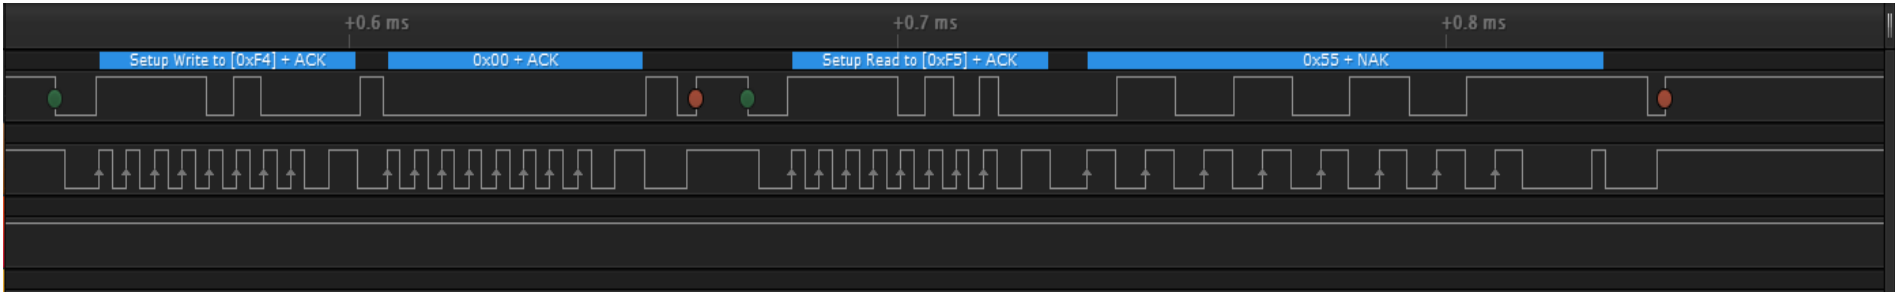 +0.6 ms +0.7 ms +0.8 ms
Setup Write to [0xF4] + ACK 0x00 + ACK Setup Read to [0xF5] + ACK 0x55 + NAK